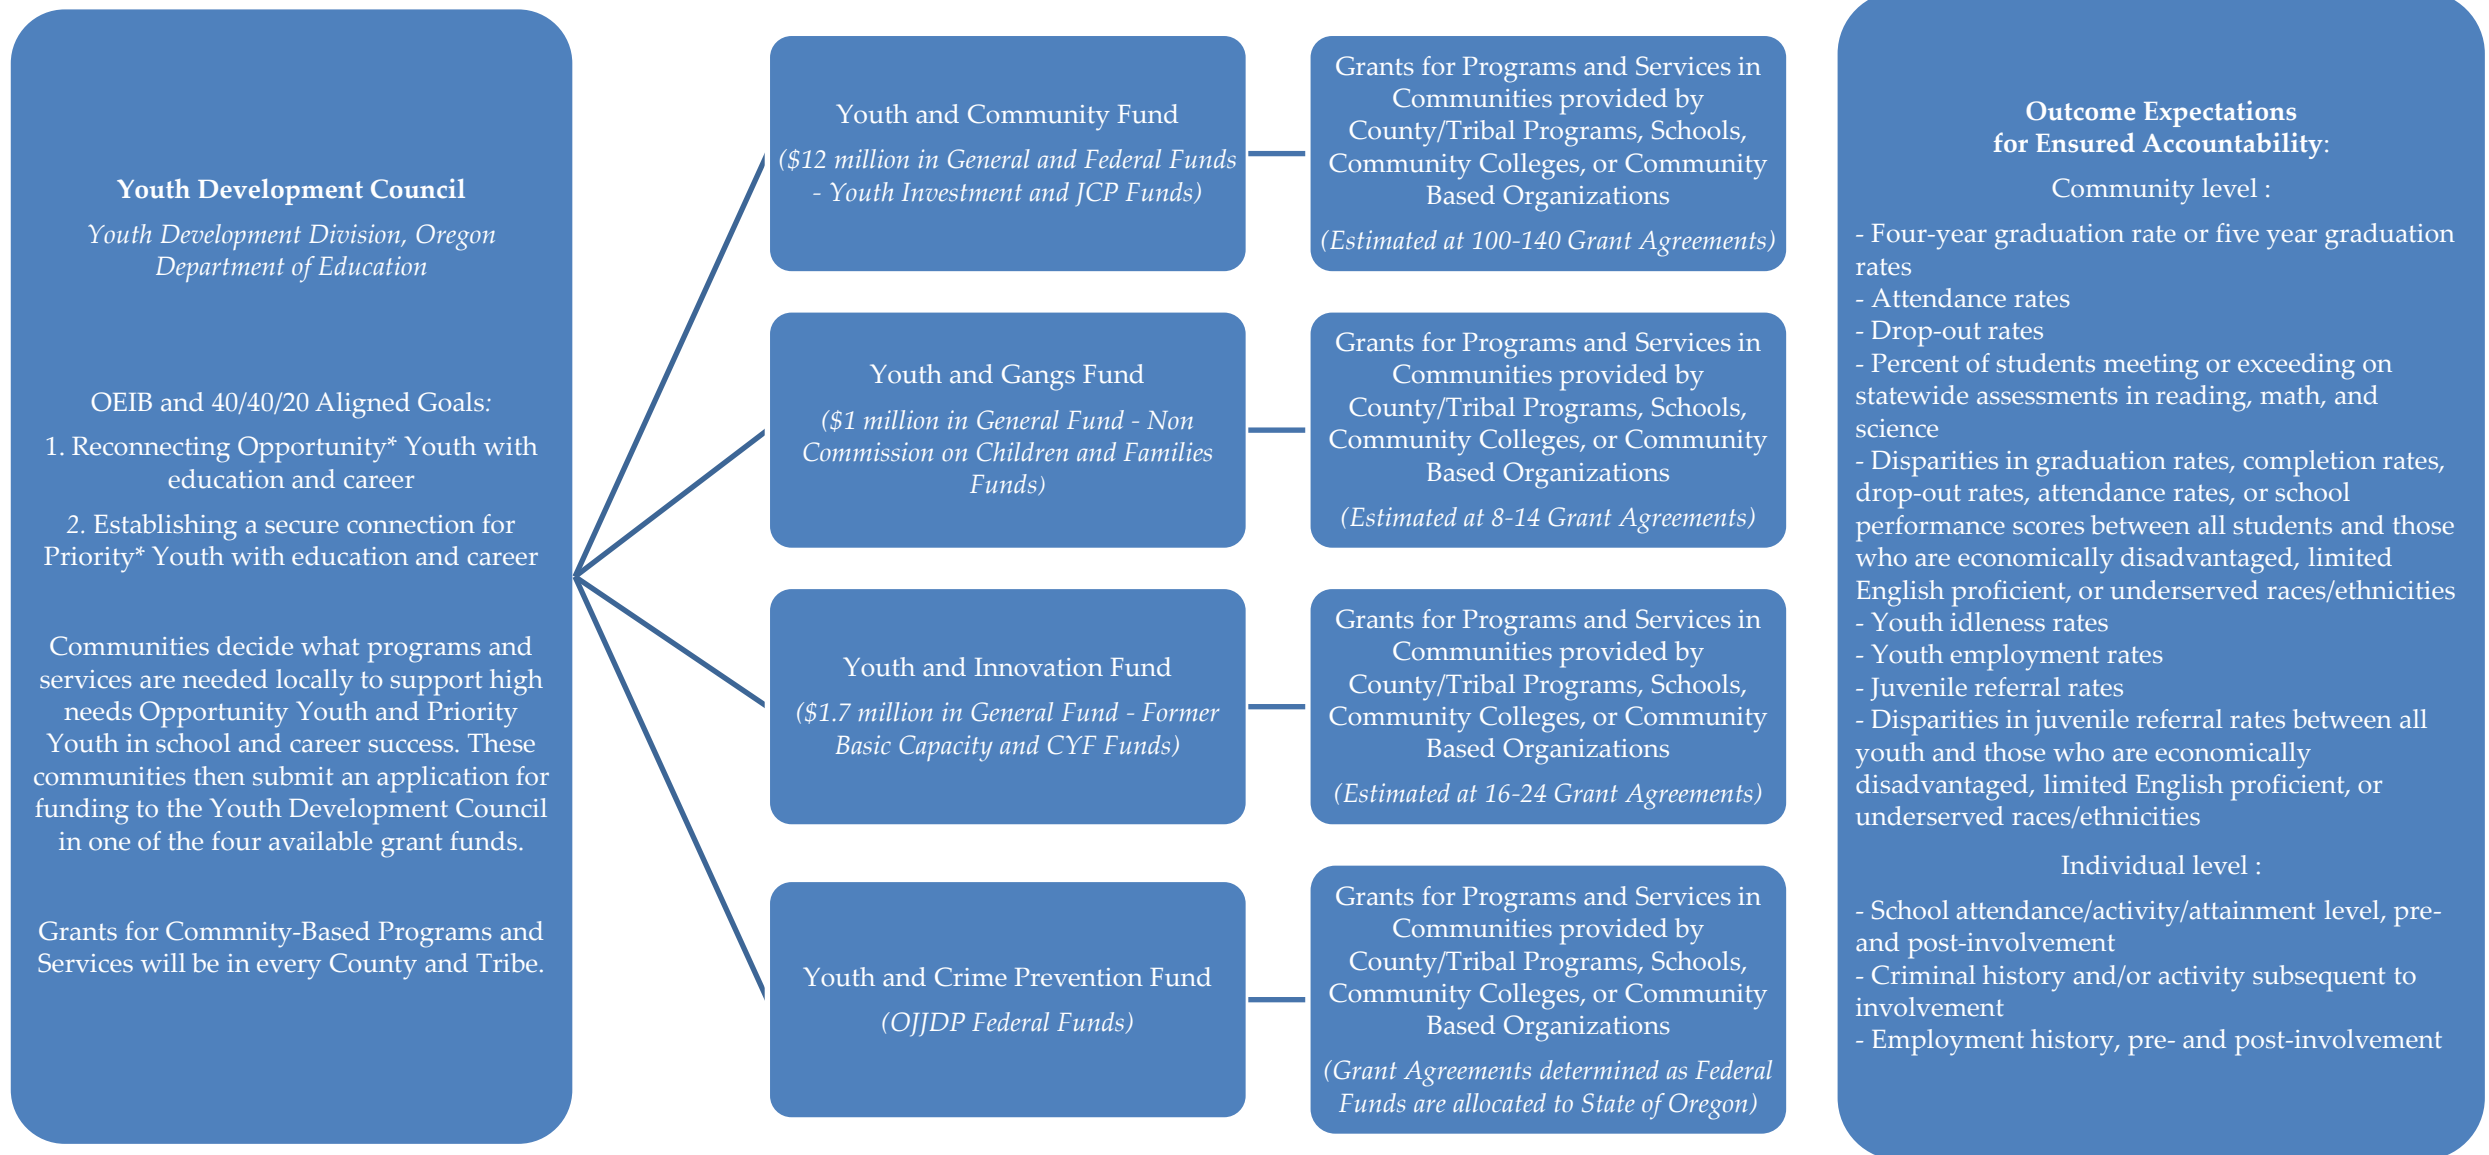 Youth Development Council
Youth Development Division, Oregon
Department of Education
OEIB and 40/40/20 Aligned Goals:
1. Reconnecting Opportunity* Youth with
education and career
2. Establishing a secure connection for
Priority* Youth with education and career
Communities decide what programs and
services are needed locally to support high
needs Opportunity Youth and Priority
Youth in school and career success. These
communities then submit an application for
funding to the Youth Development Council
in one of the four available grant funds.
Grants for Commnity-Based Programs and
Services will be in every County and Tribe.
Youth and Community Fund
($12 million in General and Federal Funds
- Youth Investment and JCP Funds)
Grants for Programs and Services in
Communities provided by
County/Tribal Programs, Schools,
Community Colleges, or Community
Based Organizations
(Estimated at 100-140 Grant Agreements)
Youth and Gangs Fund
($1 million in General Fund - Non
Commission on Children and Families
Funds)
Grants for Programs and Services in
Communities provided by
County/Tribal Programs, Schools,
Community Colleges, or Community
Based Organizations
(Estimated at 8-14 Grant Agreements)
Youth and Innovation Fund
($1.7 million in General Fund - Former
Basic Capacity and CYF Funds)
Grants for Programs and Services in
Communities provided by
County/Tribal Programs, Schools,
Community Colleges, or Community
Based Organizations
(Estimated at 16-24 Grant Agreements)
Youth and Crime Prevention Fund
(OJJDP Federal Funds)
Grants for Programs and Services in
Communities provided by
County/Tribal Programs, Schools,
Community Colleges, or Community
Based Organizations
(Grant Agreements determined as Federal
Funds are allocated to State of Oregon)
Outcome Expectations
for Ensured Accountability:
Community level :
- Four-year graduation rate or five year graduation
rates
- Attendance rates
- Drop-out rates
- Percent of students meeting or exceeding on
statewide assessments in reading, math, and
science
- Disparities in graduation rates, completion rates,
drop-out rates, attendance rates, or school
performance scores between all students and those
who are economically disadvantaged, limited
English proficient, or underserved races/ethnicities
- Youth idleness rates
- Youth employment rates
- Juvenile referral rates
- Disparities in juvenile referral rates between all
youth and those who are economically
disadvantaged, limited English proficient, or
underserved races/ethnicities
Individual level :
- School attendance/activity/attainment level, pre-
and post-involvement
- Criminal history and/or activity subsequent to
involvement
- Employment history, pre- and post-involvement